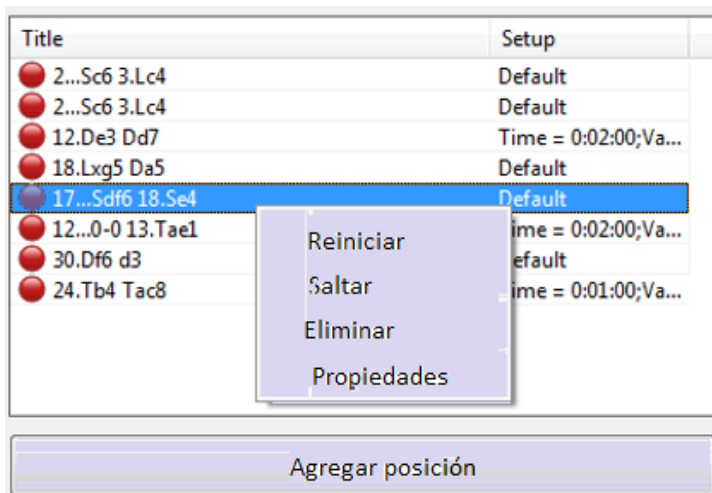 Title Setup
2...Sc6 3.Lc4 Default
2...Sc6 3.Lc4 Default
12.De3 Dd7 Time = 0:02:00;Va...
18.Lxg5 Da5 Default
17...Sdf6 18.Se4 Default
12...0-0 13.Tae1 ime = 0:02:00;Va...
30.Df6 d3 efault
24.Tb4 Tac8 ime = 0:01:00;Va...
Reiniciar
Saltar
Eliminar
Propiedades
Agregar posición